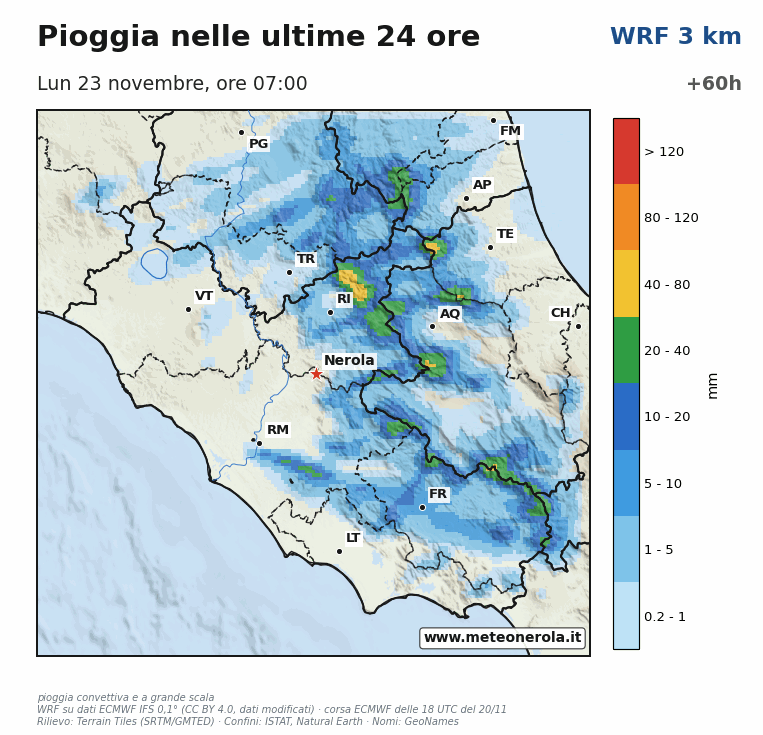 Pioggia nelle ultime 24 ore
WRF 3 km
Lun 23 novembre, ore 07:00
+60h
PG
FM
AP
TE
TR
VT
RI
AQ
CH
Nerola
RM
FR
LT
www.meteonerola.it
> 120
80 - 120
40 - 80
20 - 40
10 - 20
5 - 10
1 - 5
0.2 - 1
mm
pioggia convettiva e a grande scala
WRF su dati ECMWF IFS 0,1° (CC BY 4.0, dati modificati) · corsa ECMWF delle 18 UTC del 20/11
Rilievo: Terrain Tiles (SRTM/GMTED) · Confini: ISTAT, Natural Earth · Nomi: GeoNames